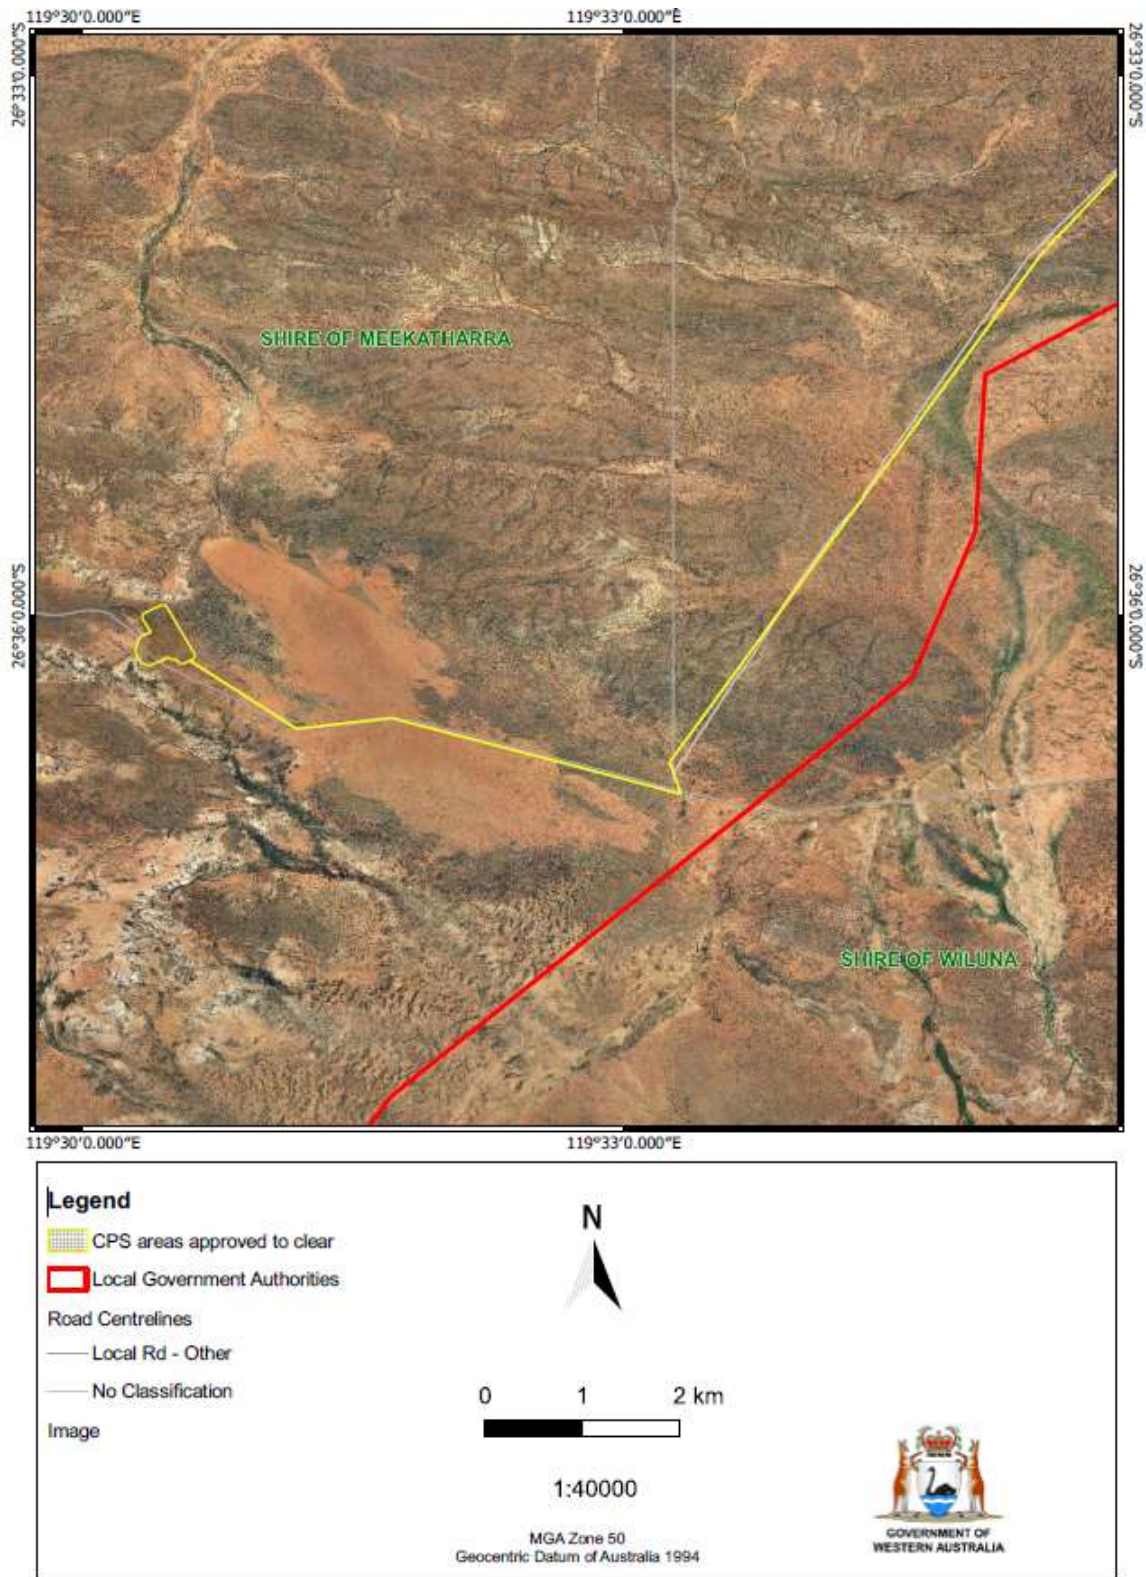 119°30'0.000"E
119°33'0.000"E
26°33'0.000"S
26°33'0.000"S
SHIRE OF MEEKATHARRA
26°36'0.000"S
26°36'0.000"S
SHIRE OF WILUNA
119°30'0.000"E
119°33'0.000"E
Legend
CPS areas approved to clear
Local Government Authorities
Road Centrelines
Local Rd - Other
No Classification
Image
N
0 1 2 km
1:40000
MGA Zone 50
Geocentric Datum of Australia 1994
GOVERNMENT OF
WESTERN AUSTRALIA